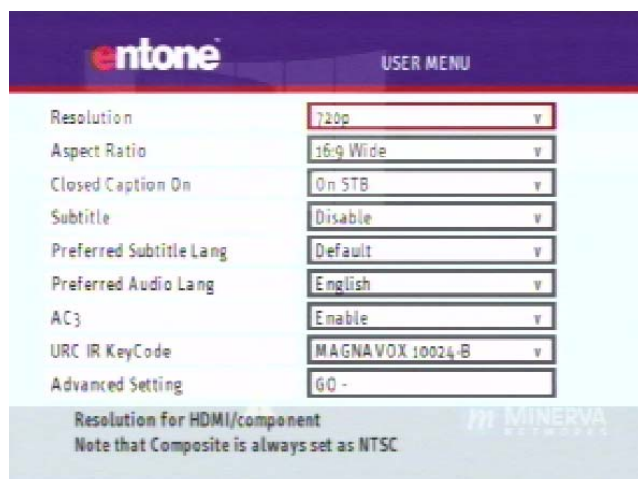 entone™
USER MENU
Resolution 720p v
Aspect Ratio 16:9 Wide v
Closed Caption On On STB v
Subtitle Disable v
Preferred Subtitle Lang Default v
Preferred Audio Lang English v
AC3 Enable v
URC IR KeyCode MAGNAVOX 10024-B v
Advanced Setting GO -
Resolution for HDMI/component
Note that Composite is always set as NTSC
m MINERVA
NETWORKS